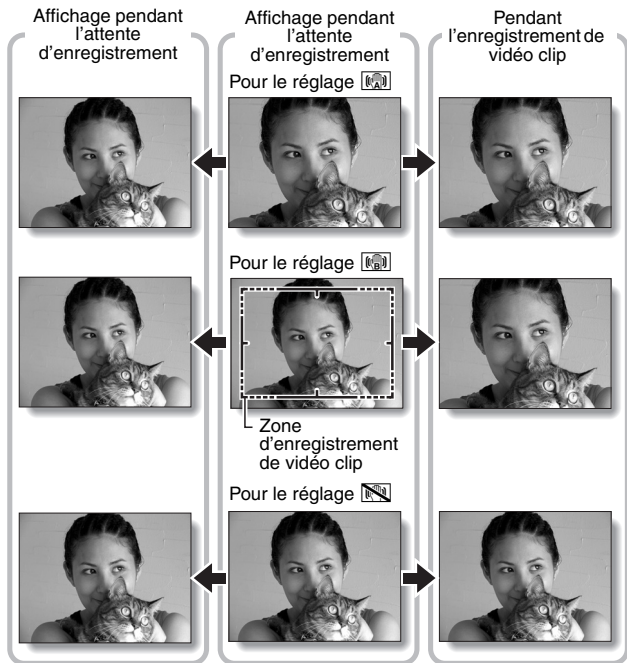 Affichage pendant
l'attente
d'enregistrement
Affichage pendant
l'attente
d'enregistrement
Pendant
l'enregistrement de
vidéo clip
Pour le réglage A
Pour le réglage B
Zone
d'enregistrement
de vidéo clip
Pour le réglage